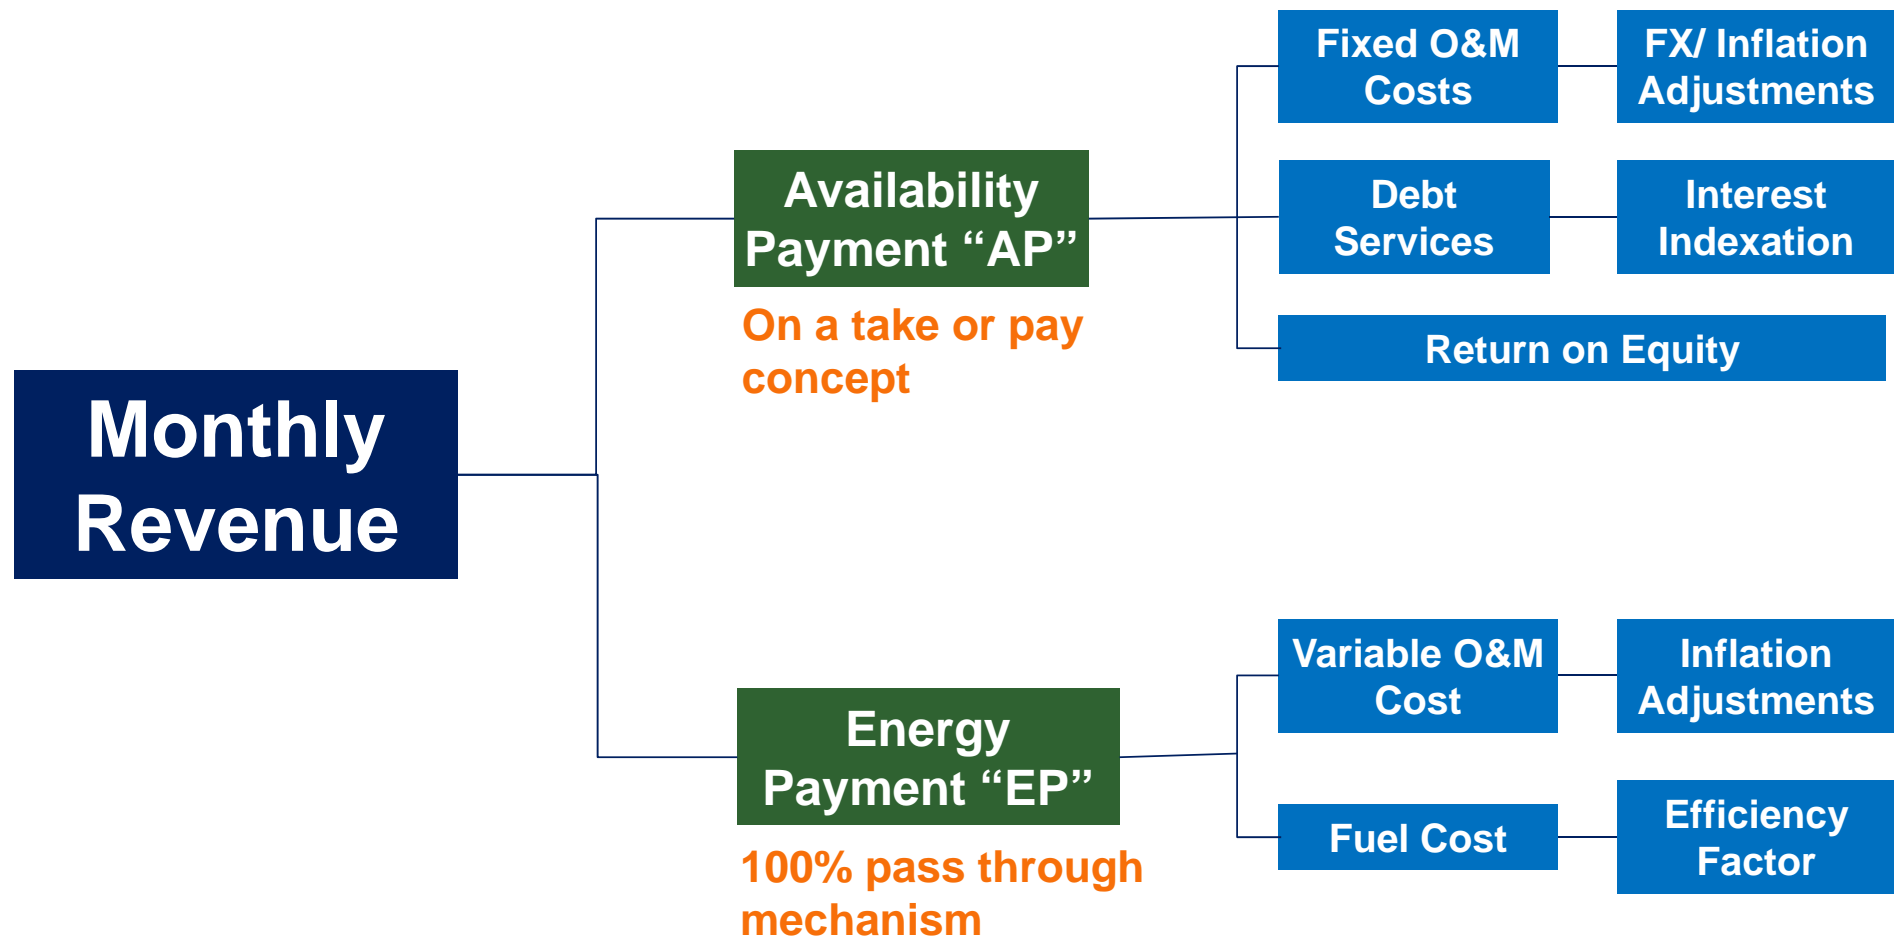 Monthly
Revenue
Availability
Payment “AP”
On a take or pay
concept
Fixed O&M
Costs
FX/ Inflation
Adjustments
Debt
Services
Interest
Indexation
Return on Equity
Energy
Payment “EP”
100% pass through
mechanism
Variable O&M
Cost
Inflation
Adjustments
Fuel Cost
Efficiency
Factor